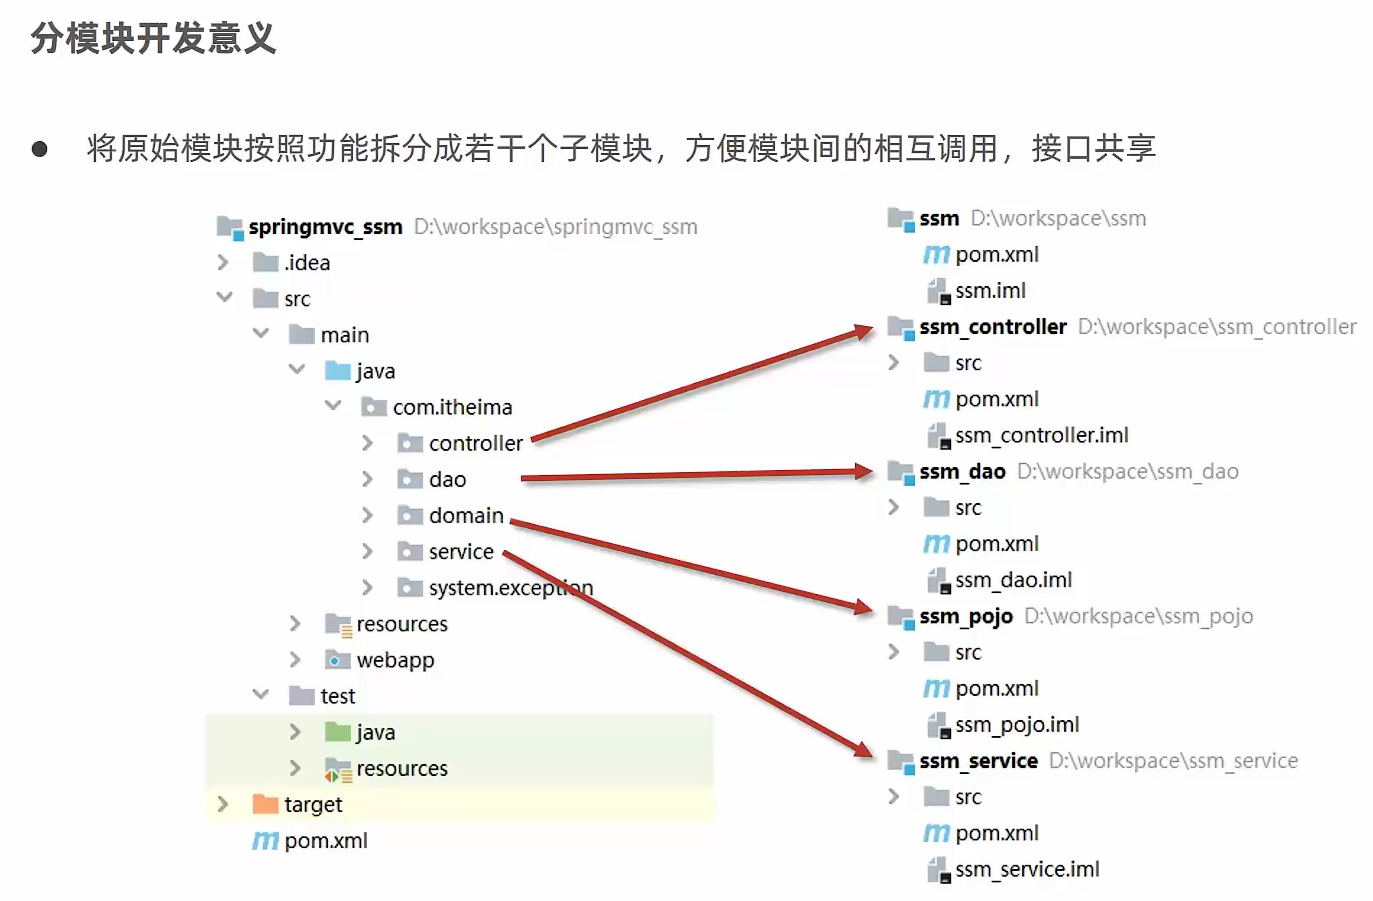 分模块开发意义
● 将原始模块按照功能拆分成若干个子模块，方便模块间的相互调用，接口共享
springmvc_ssm D:\workspace\springmvc_ssm
.idea
src
main
java
com.itheima
controller
dao
domain
service
system.exception
resources
webapp
test
java
resources
target
pom.xml
ssm D:\workspace\ssm
pom.xml
ssm.iml
ssm_controller D:\workspace\ssm_controller
src
pom.xml
ssm_controller.iml
ssm_dao D:\workspace\ssm_dao
src
pom.xml
ssm_dao.iml
ssm_pojo D:\workspace\ssm_pojo
src
pom.xml
ssm_pojo.iml
ssm_service D:\workspace\ssm_service
src
pom.xml
ssm_service.iml